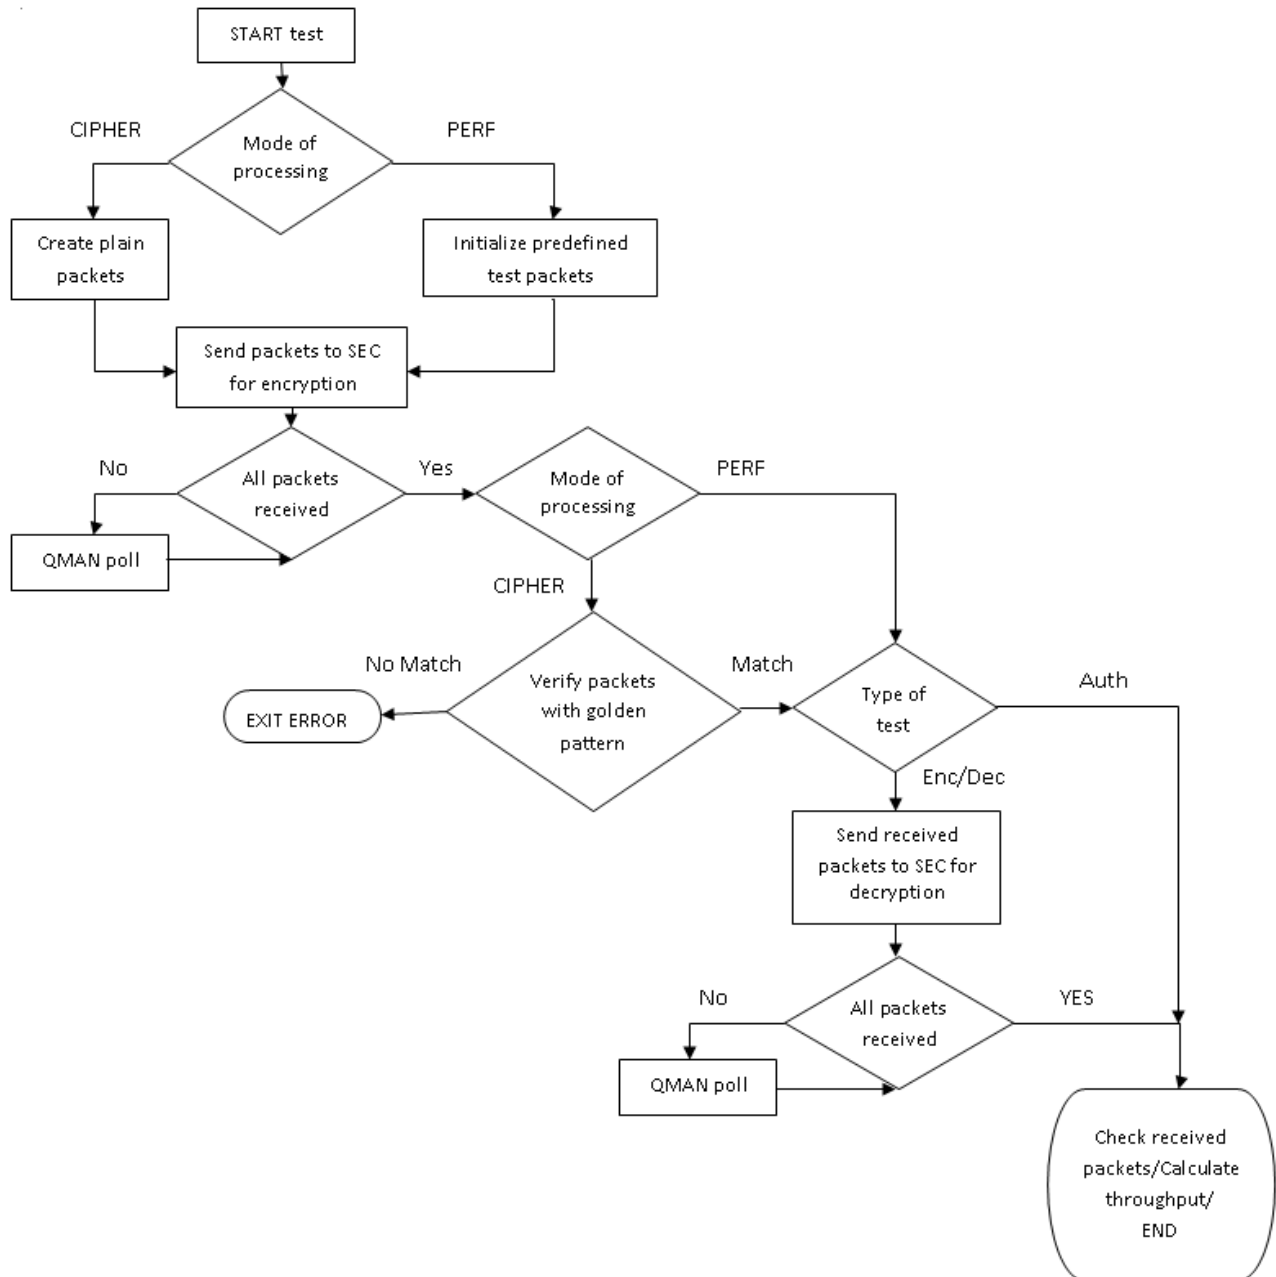 START test
CIPHER
PERF
Mode of
processing
Create plain
packets
Initialize predefined
test packets
Send packets to SEC
for encryption
No
All packets
received
Yes
Mode of
processing
PERF
QMAN poll
CIPHER
No Match
Verify packets
with golden
pattern
Match
EXIT ERROR
Type of
test
Auth
Enc/Dec
Send received
packets to SEC for
decryption
No
All packets
received
YES
QMAN poll
Check received
packets/Calculate
throughput/
END